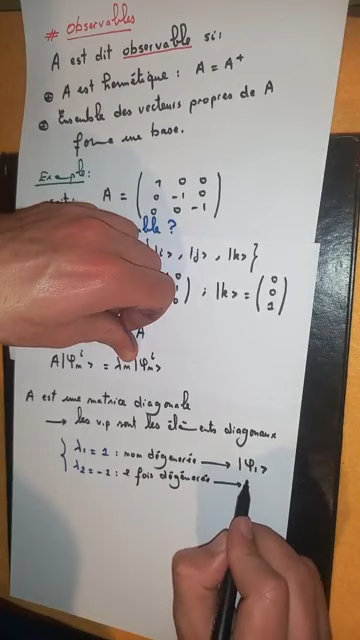 # Observables
A est dit observable si:
① A est hermétique : A = A⁺
② Ensemble des vecteurs propres de A
forme une base.
Example:
A = ( 1 0 0
0 -1 0
0 0 -1 )
ble ?
|i>, |j>, |k> }
; |k> = ( 0
0
1 )
A
A|φₘⁱ> = λₘ|φₘⁱ>
A est une matrice diagonale
→ les v.p sont les éléments diagonaux
{ λ₁ = 1 : non dégénérée → |φ₁>
λ₂ = -1 : 2 fois dégénérée →